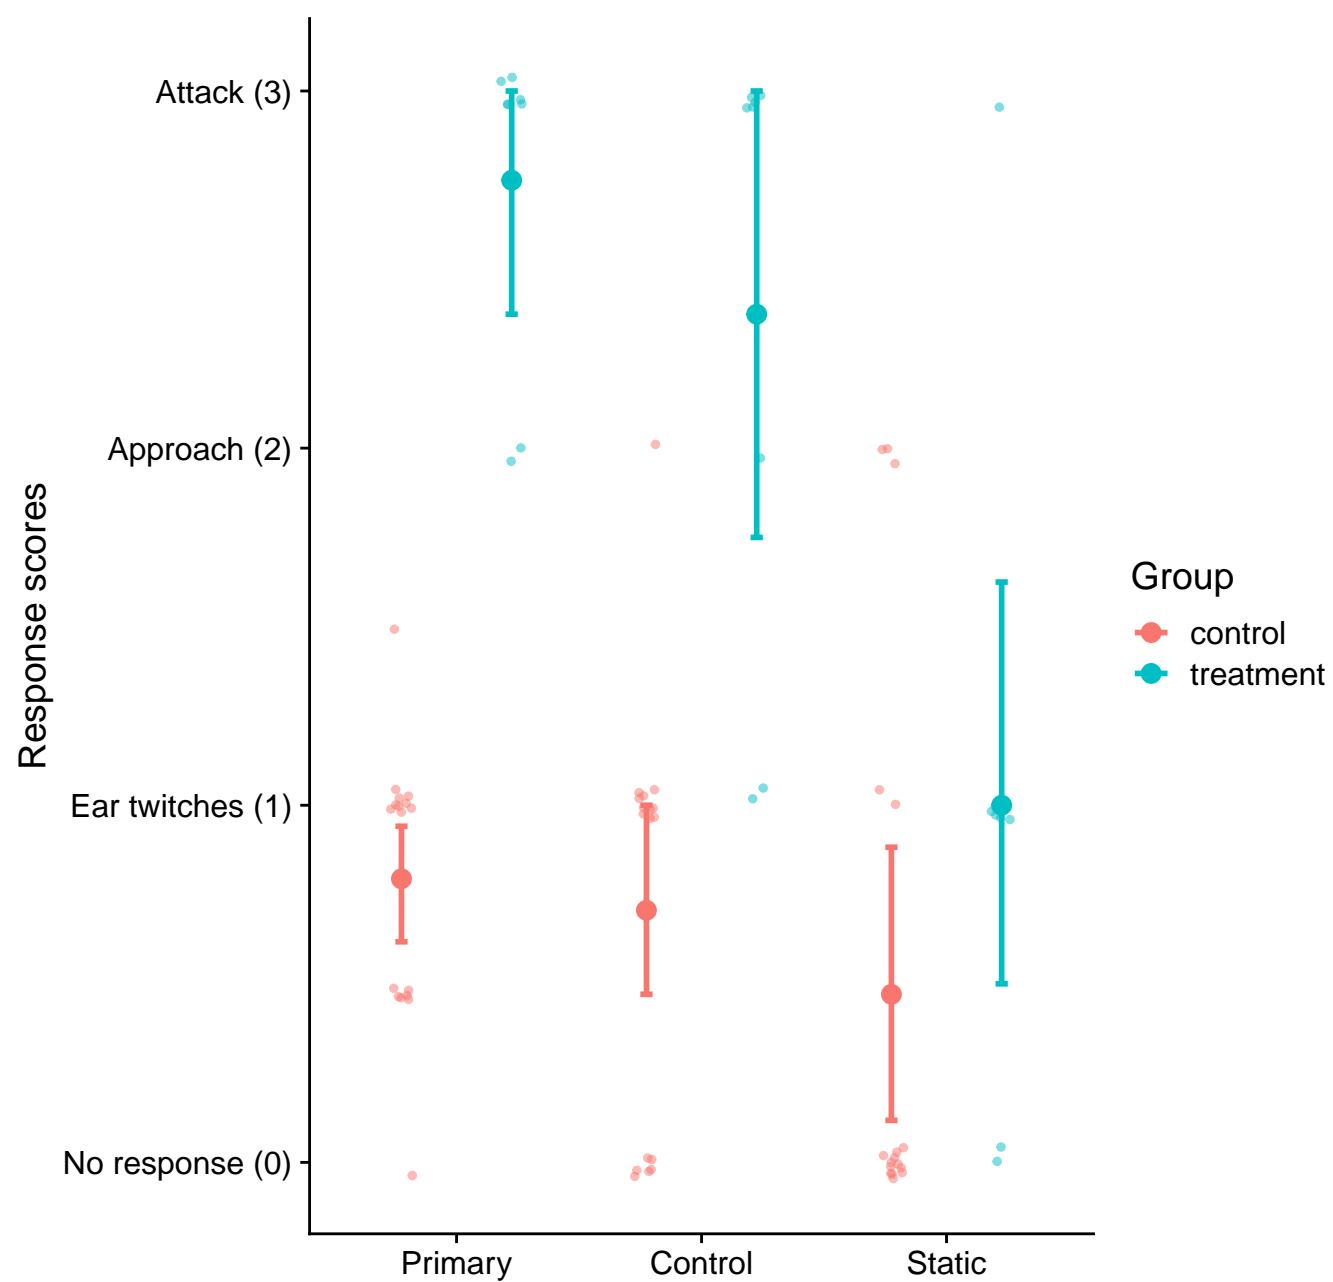 Attack (3)
Approach (2)
Ear twitches (1)
No response (0)
Response scores
Primary
Control
Static
Group
control
treatment